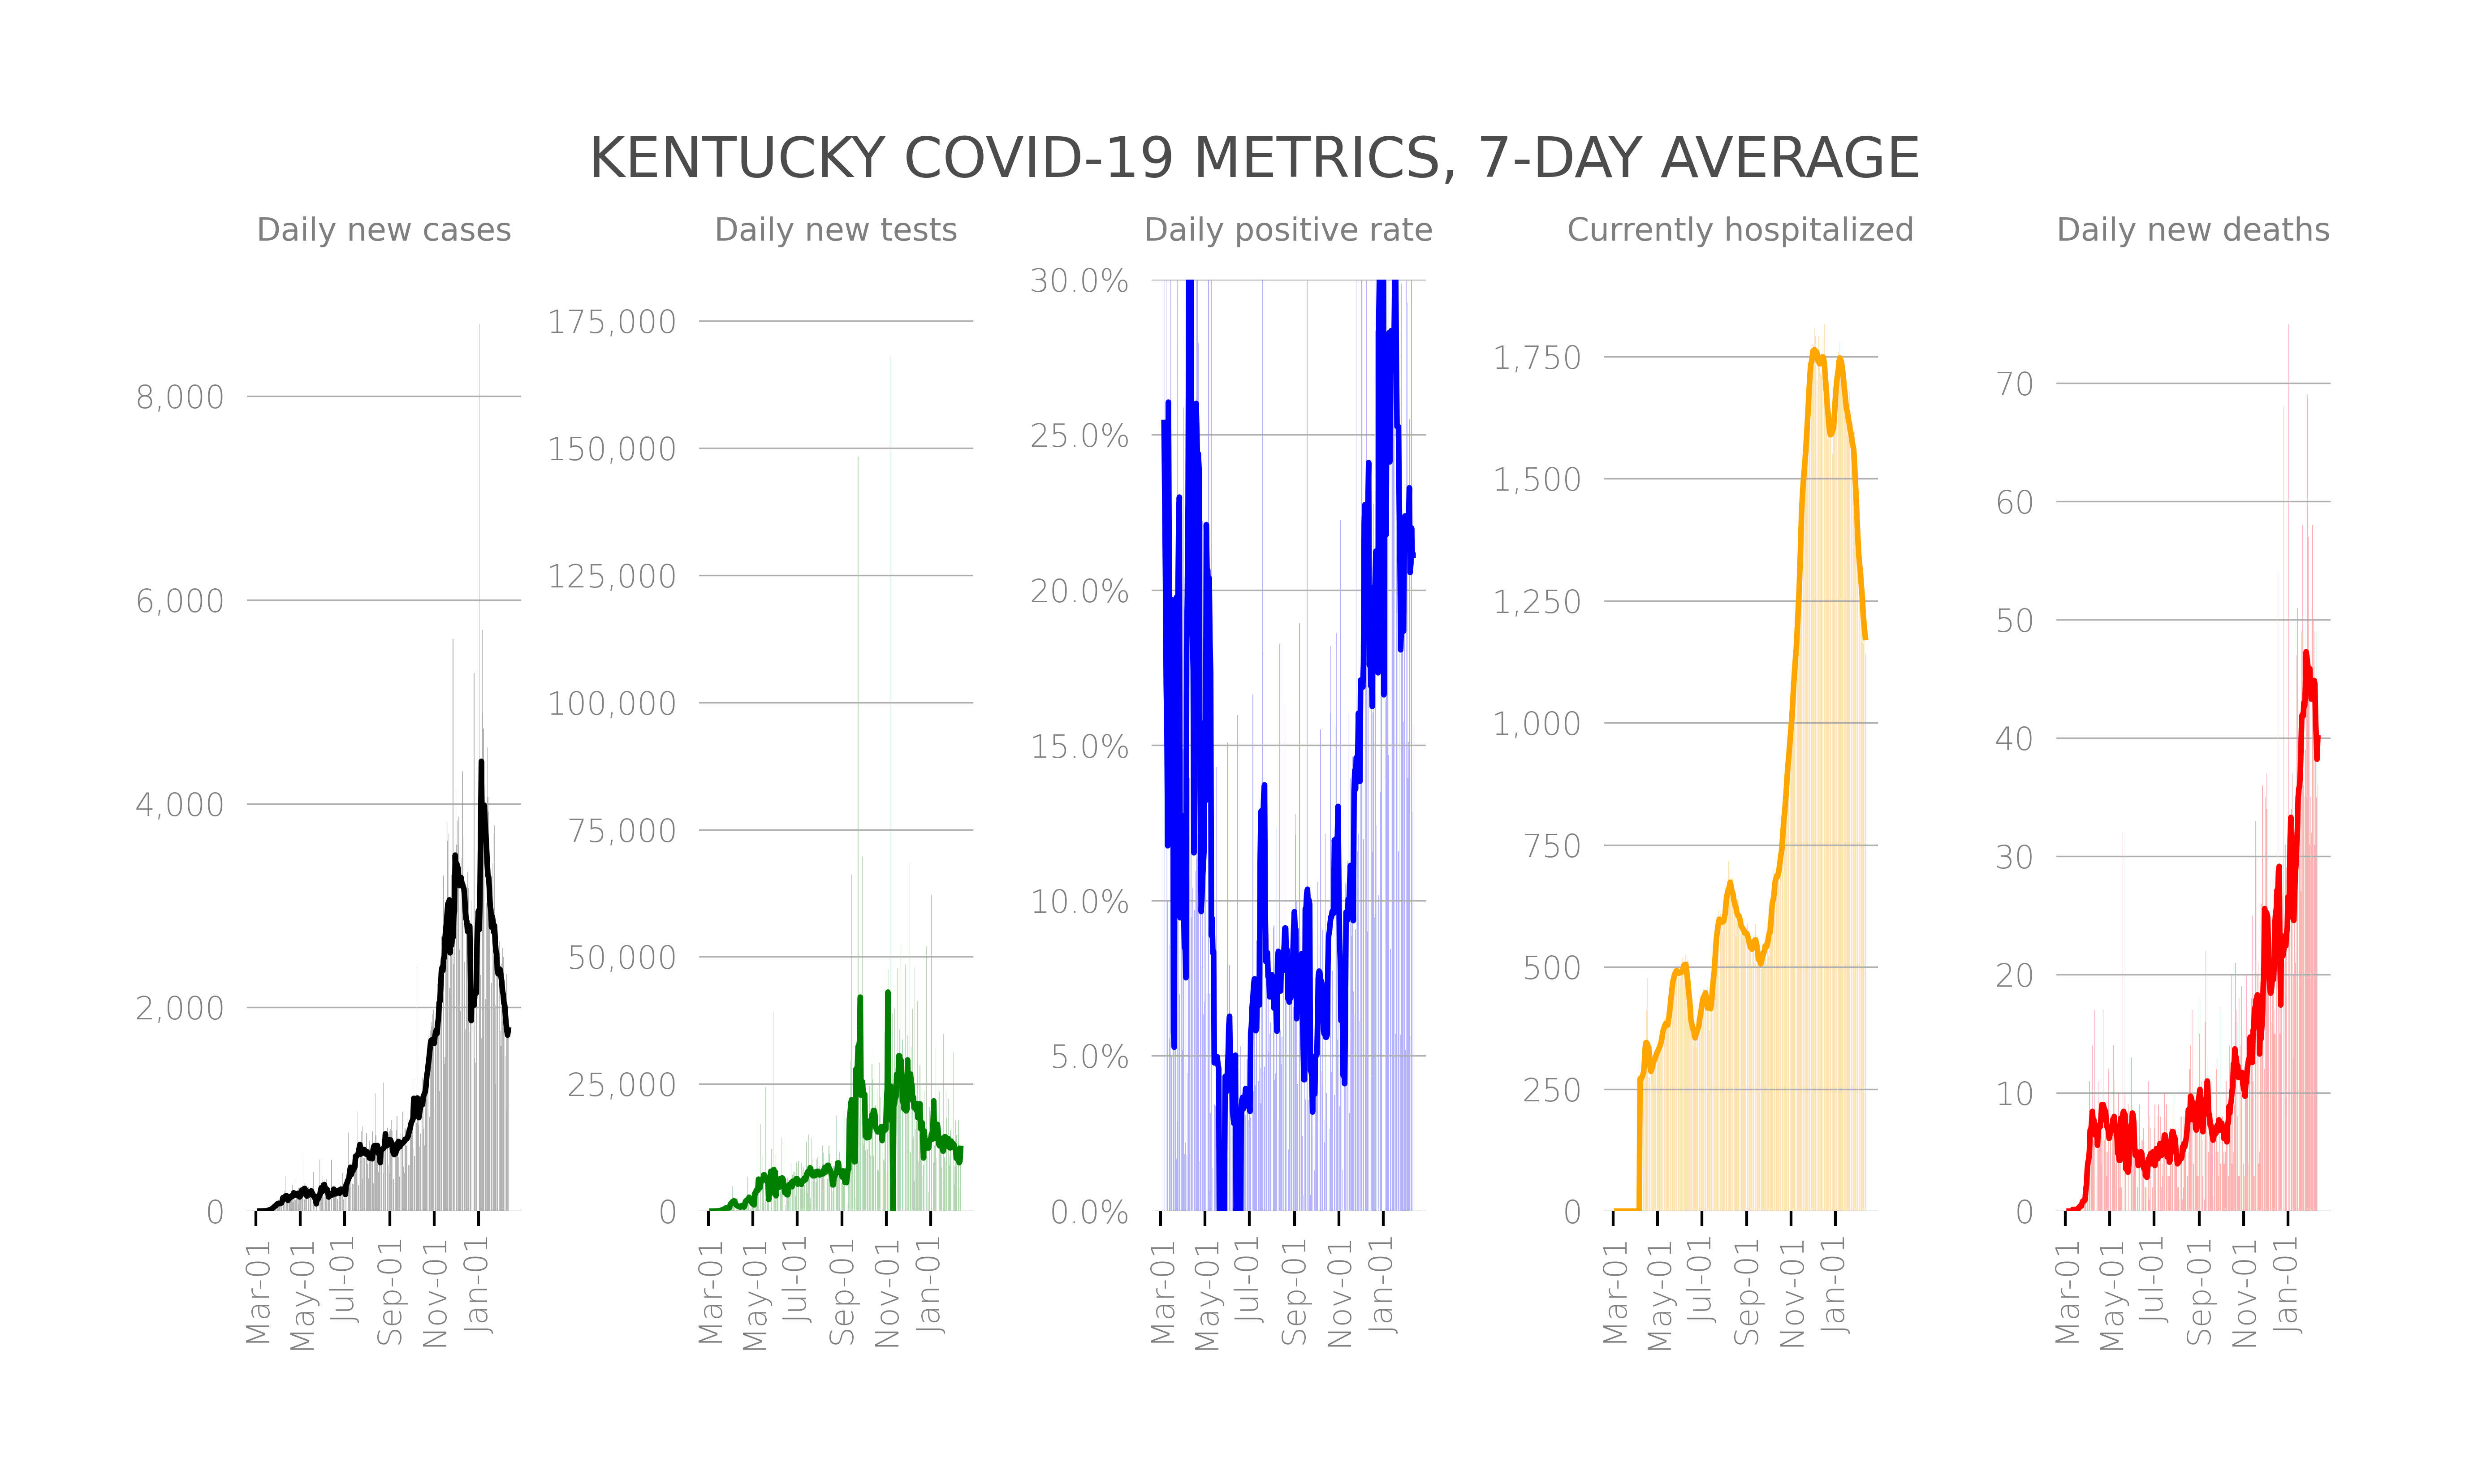 KENTUCKY COVID-19 METRICS, 7-DAY AVERAGE
Daily new cases
8,000
6,000
4,000
2,000
0
Mar-01
May-01
Jul-01
Sep-01
Nov-01
Jan-01
Daily new tests
175,000
150,000
125,000
100,000
75,000
50,000
25,000
0
Mar-01
May-01
Jul-01
Sep-01
Nov-01
Jan-01
Daily positive rate
30.0%
25.0%
20.0%
15.0%
10.0%
5.0%
0.0%
Mar-01
May-01
Jul-01
Sep-01
Nov-01
Jan-01
Currently hospitalized
1,750
1,500
1,250
1,000
750
500
250
0
Mar-01
May-01
Jul-01
Sep-01
Nov-01
Jan-01
Daily new deaths
70
60
50
40
30
20
10
0
Mar-01
May-01
Jul-01
Sep-01
Nov-01
Jan-01